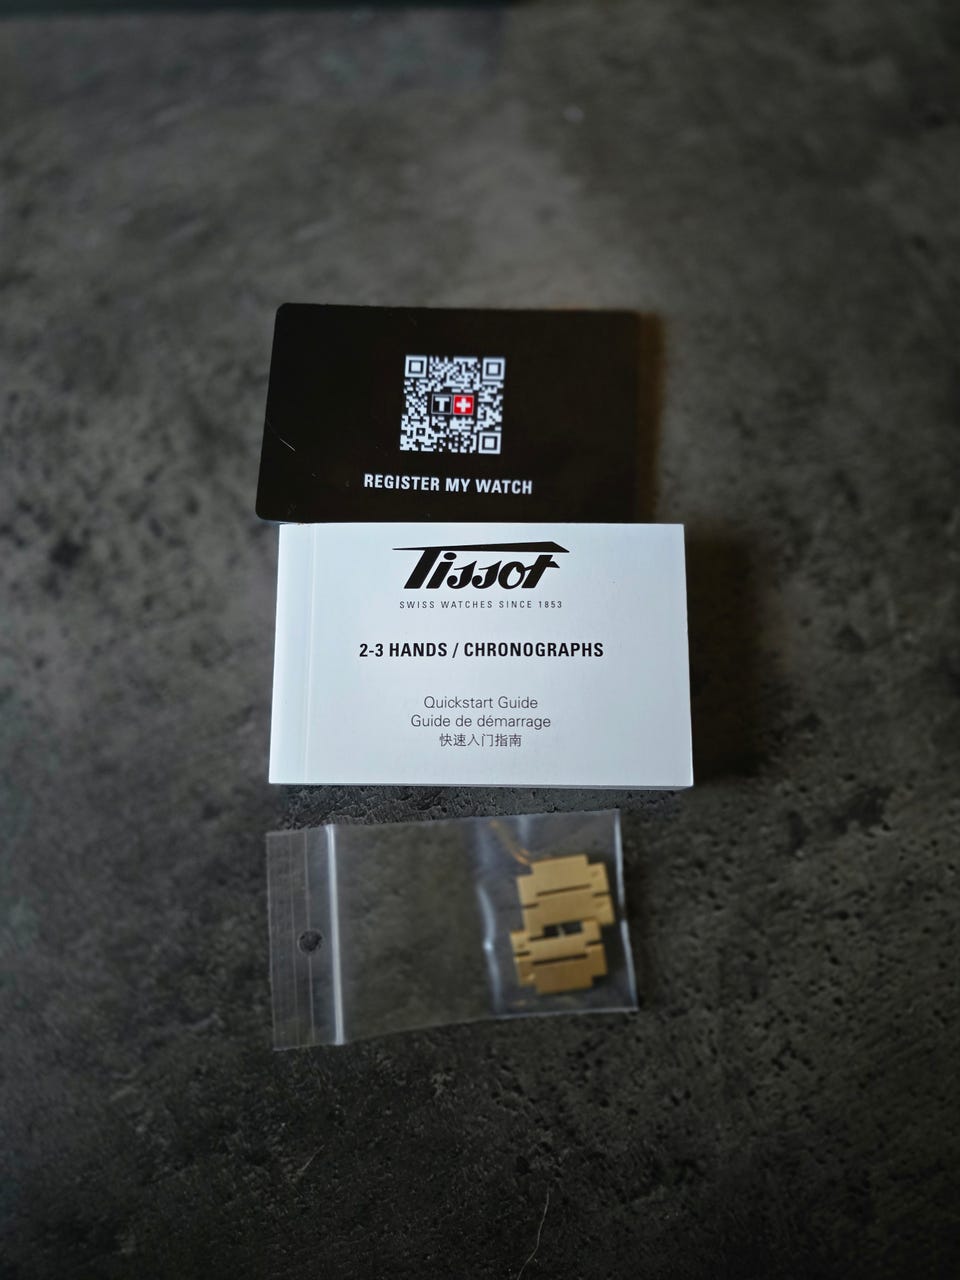 T+
REGISTER MY WATCH
Tissot
SWISS WATCHES SINCE 1853
2-3 HANDS / CHRONOGRAPHS
Quickstart Guide
Guide de démarrage
快速入门指南